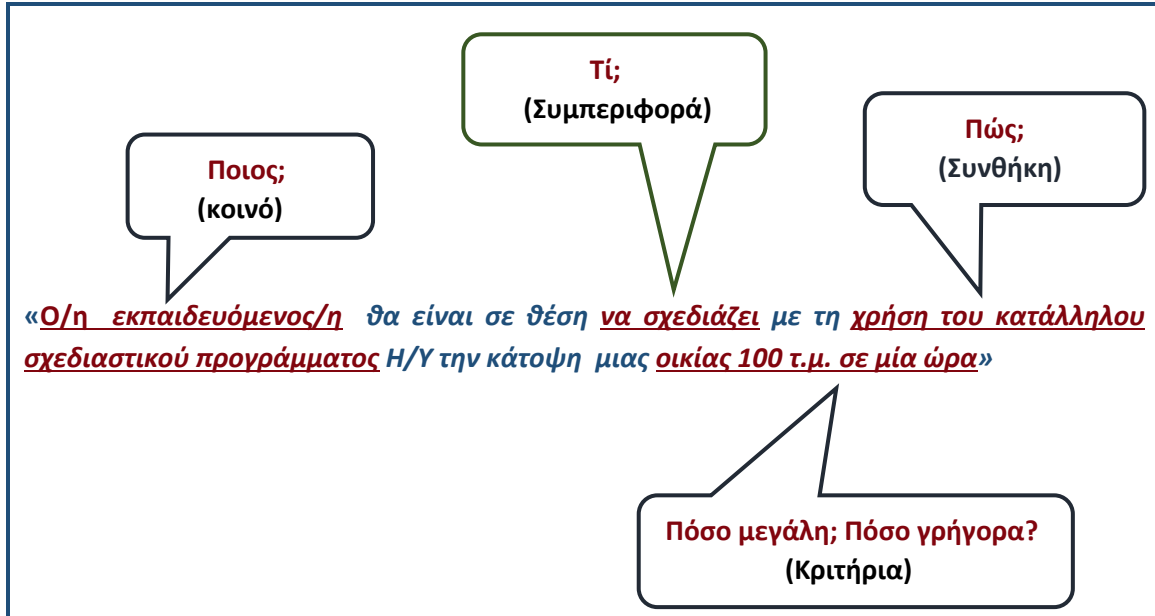 Τί;
(Συμπεριφορά)
Πώς;
(Συνθήκη)
Ποιος;
(κοινό)
«Ο/η εκπαιδευόμενος/η θα είναι σε θέση να σχεδιάζει με τη χρήση του κατάλληλου
σχεδιαστικού προγράμματος Η/Υ την κάτοψη μιας οικίας 100 τ.μ. σε μία ώρα»
Πόσο μεγάλη; Πόσο γρήγορα?
(Κριτήρια)